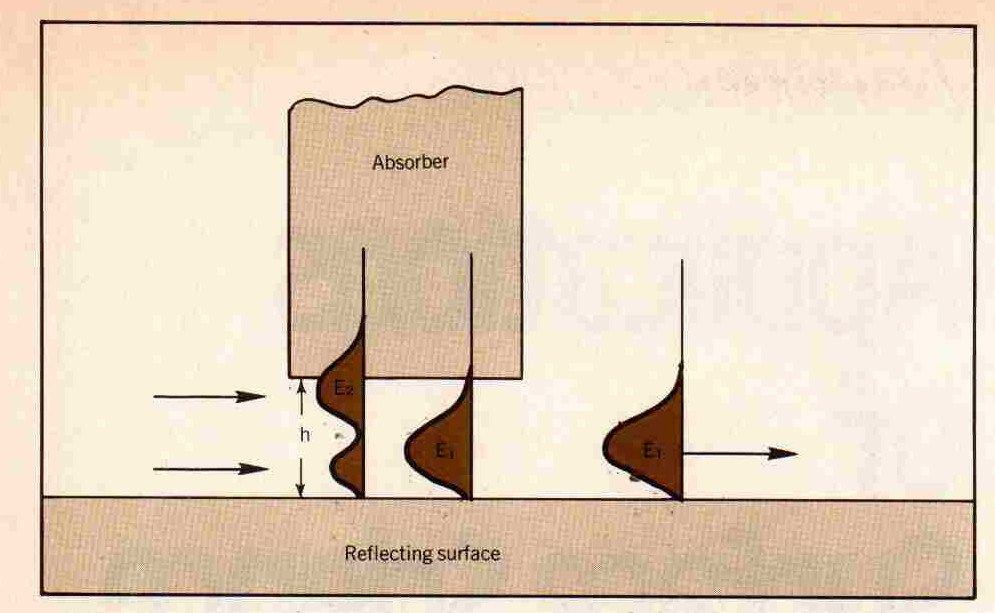 Absorber
E₂
h
E₁
E₁
Reflecting surface